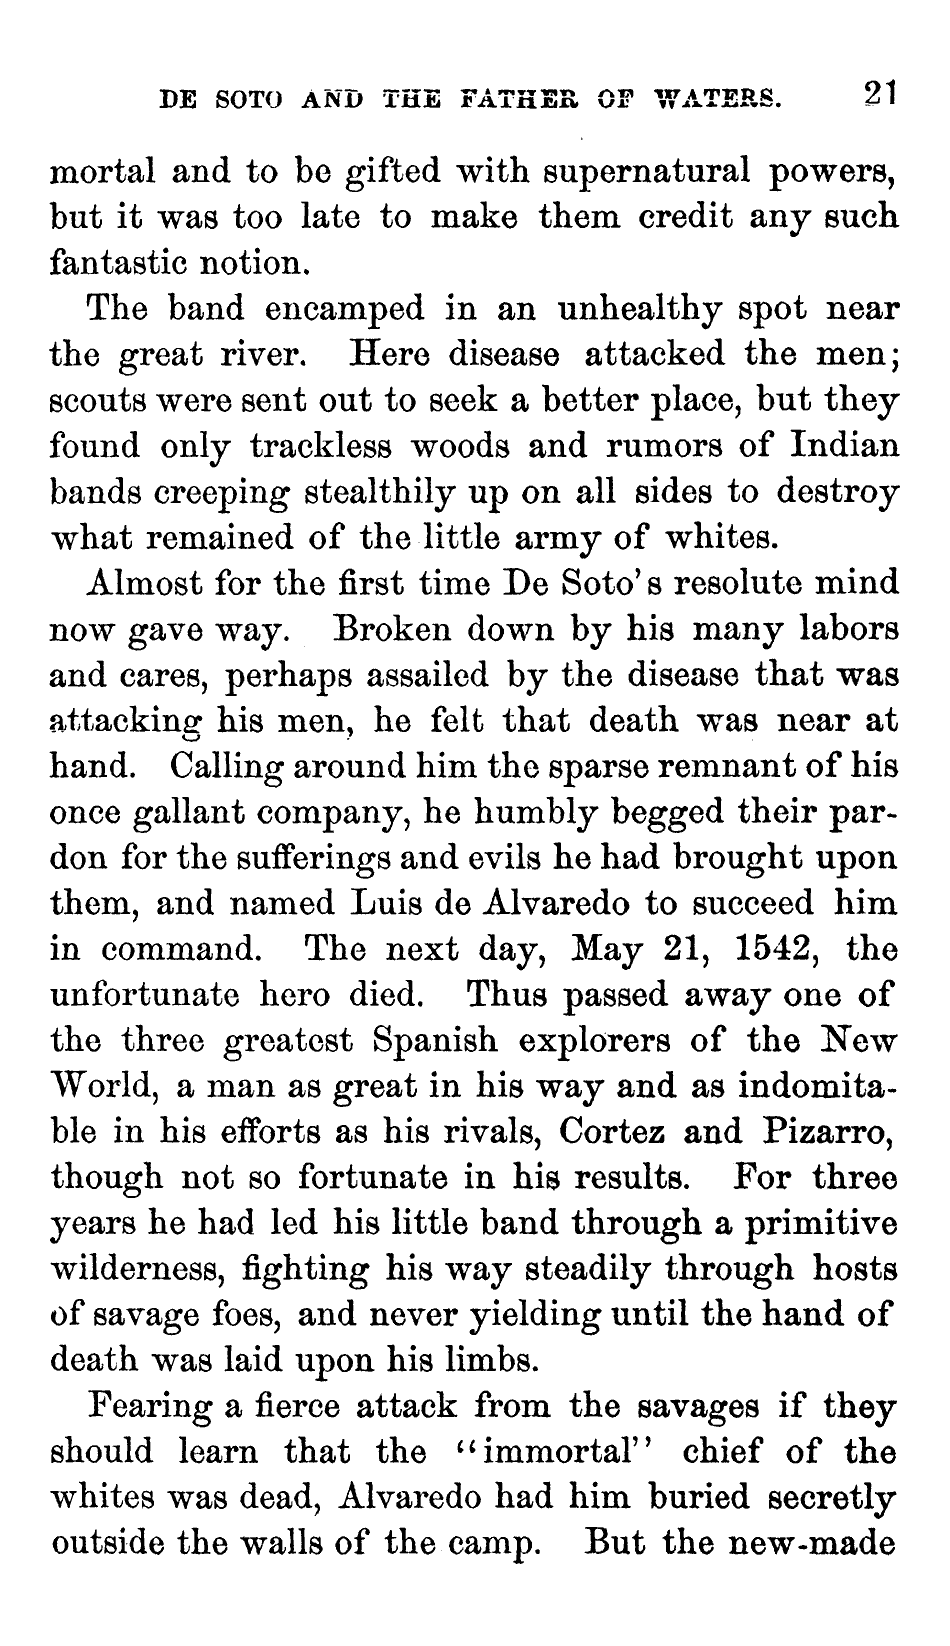 DE SOTO AND THE FATHER OF WATERS. 21
mortal and to be gifted with supernatural powers,
but it was too late to make them credit any such
fantastic notion.
The band encamped in an unhealthy spot near
the great river. Here disease attacked the men;
scouts were sent out to seek a better place, but they
found only trackless woods and rumors of Indian
bands creeping stealthily up on all sides to destroy
what remained of the little army of whites.
Almost for the first time De Soto's resolute mind
now gave way. Broken down by his many labors
and cares, perhaps assailed by the disease that was
attacking his men, he felt that death was near at
hand. Calling around him the sparse remnant of his
once gallant company, he humbly begged their par-
don for the sufferings and evils he had brought upon
them, and named Luis de Alvaredo to succeed him
in command. The next day, May 21, 1542, the
unfortunate hero died. Thus passed away one of
the three greatest Spanish explorers of the New
World, a man as great in his way and as indomita-
ble in his efforts as his rivals, Cortez and Pizarro,
though not so fortunate in his results. For three
years he had led his little band through a primitive
wilderness, fighting his way steadily through hosts
of savage foes, and never yielding until the hand of
death was laid upon his limbs.
Fearing a fierce attack from the savages if they
should learn that the "immortal" chief of the
whites was dead, Alvaredo had him buried secretly
outside the walls of the camp. But the new-made